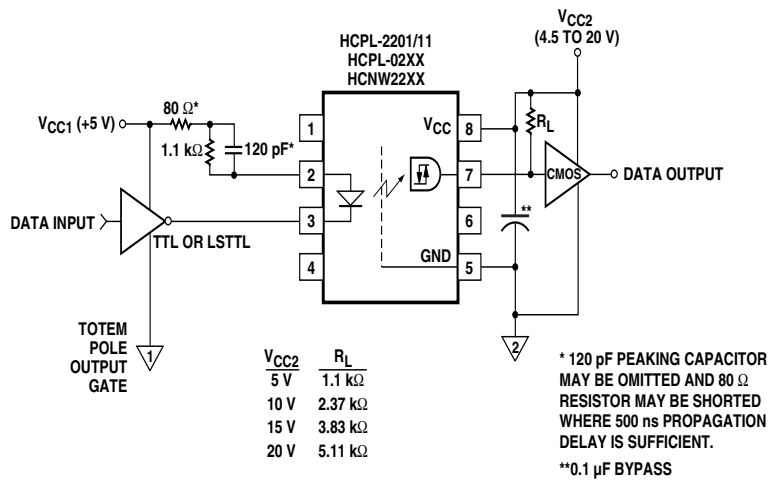 HCPL-2201/11
HCPL-02XX
HCNW22XX
V_CC2
(4.5 TO 20 V)
V_CC1 (+5 V)
80 Ω*
1.1 kΩ
120 pF*
1
2
3
4
V_CC
8
7
6
GND
5
R_L
CMOS
DATA OUTPUT
**
DATA INPUT
TTL OR LSTTL
TOTEM
POLE
OUTPUT
GATE
1
2
V_CC2 R_L
5 V 1.1 kΩ
10 V 2.37 kΩ
15 V 3.83 kΩ
20 V 5.11 kΩ
* 120 pF PEAKING CAPACITOR
MAY BE OMITTED AND 80 Ω
RESISTOR MAY BE SHORTED
WHERE 500 ns PROPAGATION
DELAY IS SUFFICIENT.
**0.1 µF BYPASS